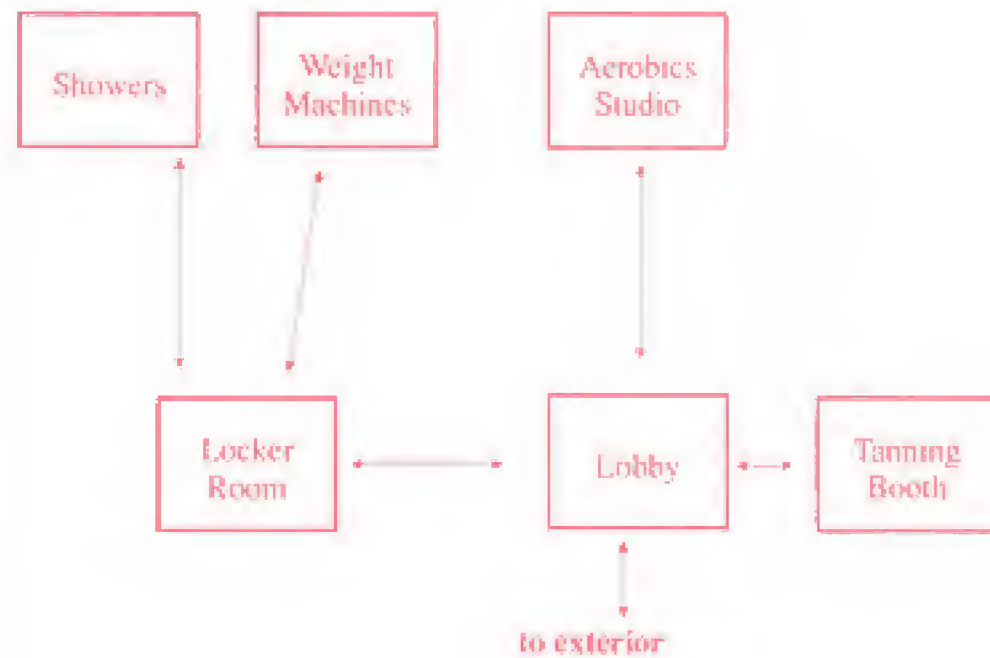 Showers
Weight
Machines
Aerobics
Studio
Locker
Room
Lobby
Tanning
Booth
to exterior